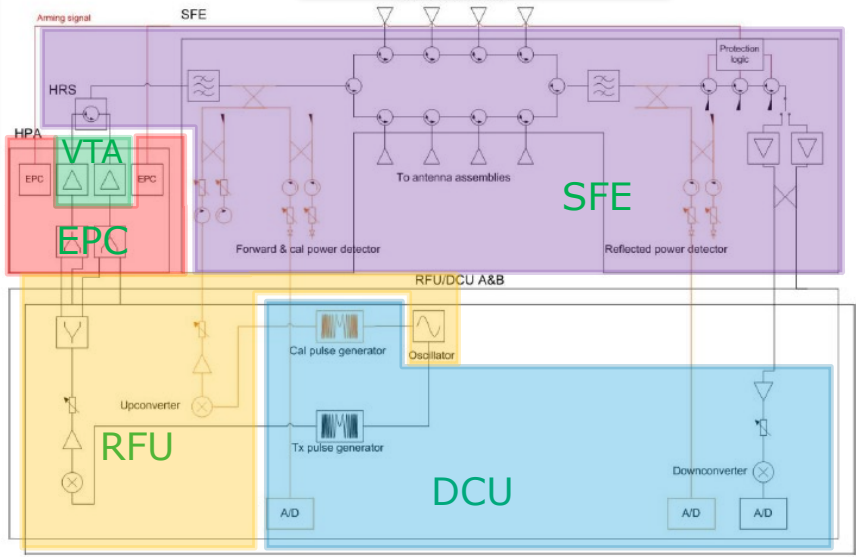 Arming signal
SFE
Protection
logic
HRS
HPA
VTA
EPC
EPC
To antenna assemblies
SFE
EPC
Forward & cal power detector
Reflected power detector
RFU/DCU A&B
Cal pulse generator
Oscillator
Upconverter
RFU
Tx pulse generator
DCU
Downconverter
A/D
A/D
A/D